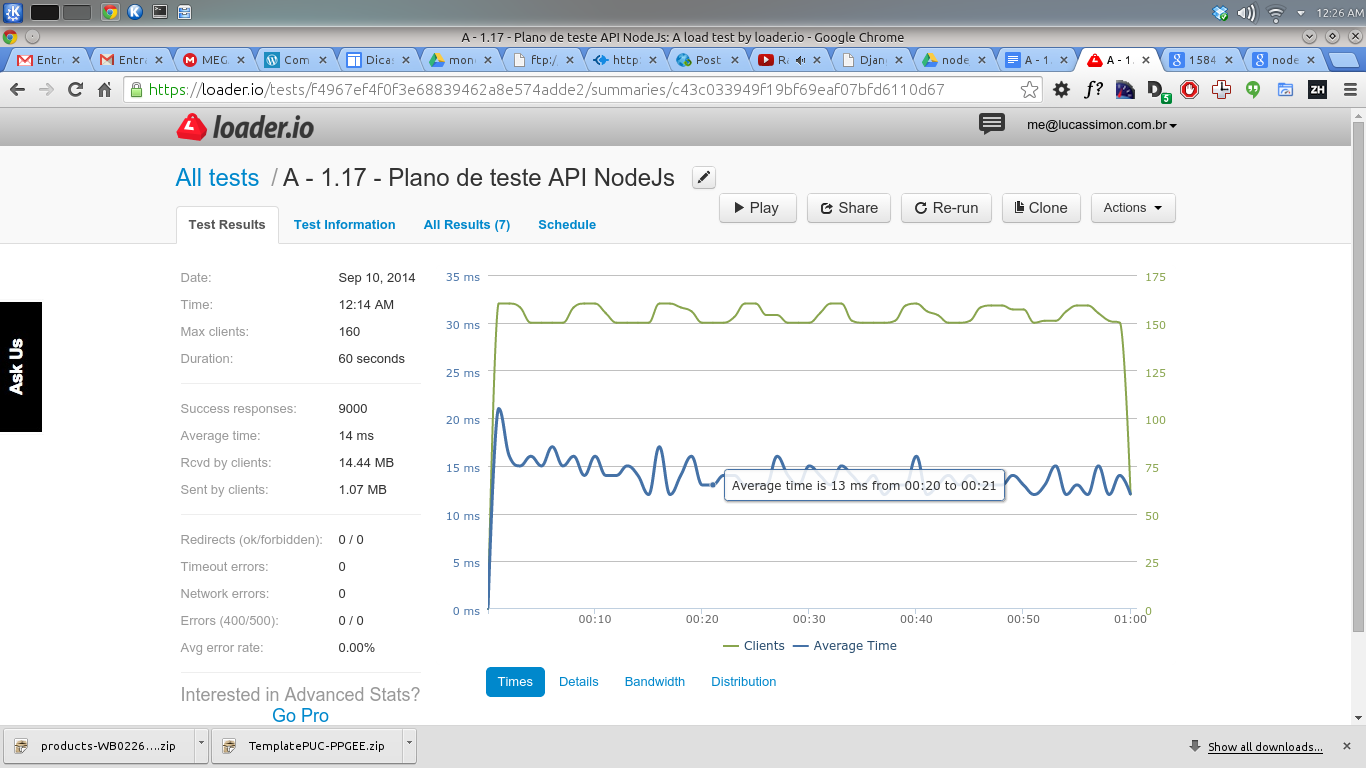 12:26 AM
A - 1.17 - Plano de teste API NodeJs: A load test by loader.io - Google Chrome
Entr
Entra
MEG
Com
Dica
mon
ftp:/
http:
Post
R
Djan
node
A - 1
A - 1.
1584
node
https://loader.io/tests/f4967ef4f0f3e68839462a8e574adde2/summaries/c43c033949f19bf69eaf07bfd6110d67
f?
D
5
ZH
loader.io
me@lucassimon.com.br
All tests / A - 1.17 - Plano de teste API NodeJs
Play
Share
Re-run
Clone
Actions
Test Results
Test Information
All Results (7)
Schedule
Ask Us
Date: Sep 10, 2014
Time: 12:14 AM
Max clients: 160
Duration: 60 seconds
Success responses: 9000
Average time: 14 ms
Rcvd by clients: 14.44 MB
Sent by clients: 1.07 MB
Redirects (ok/forbidden): 0 / 0
Timeout errors: 0
Network errors: 0
Errors (400/500): 0 / 0
Avg error rate: 0.00%
Interested in Advanced Stats?
Go Pro
35 ms
30 ms
25 ms
20 ms
15 ms
10 ms
5 ms
0 ms
175
150
125
100
75
50
25
0
Average time is 13 ms from 00:20 to 00:21
00:10
00:20
00:30
00:40
00:50
01:00
Clients
Average Time
Times
Details
Bandwidth
Distribution
products-WB0226....zip
TemplatePUC-PPGEE.zip
Show all downloads...